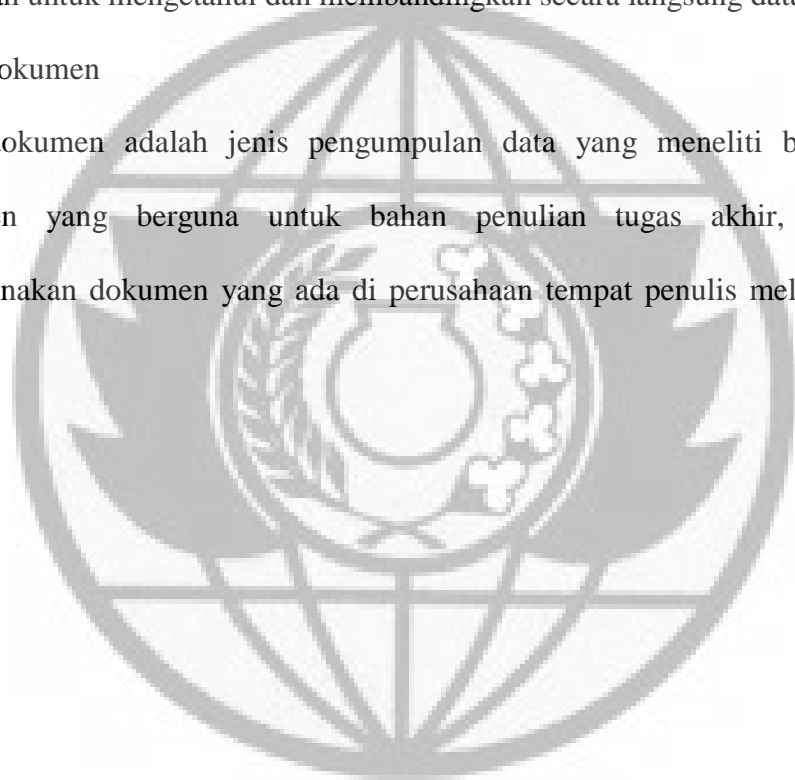 untuk mengetahui dan membandingkan secara langsung data
okumen
okumen adalah jenis pengumpulan data yang meneliti b
en yang berguna untuk bahan penulian tugas akhir,
nakan dokumen yang ada di perusahaan tempat penulis mel